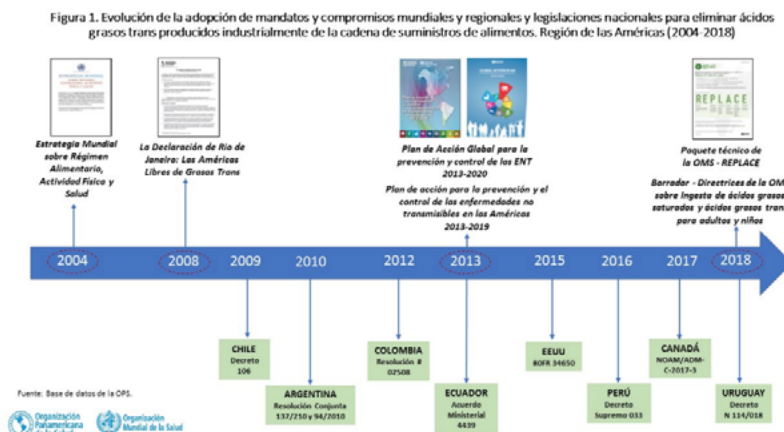 Figura 1. Evolución de la adopción de mandatos y compromisos mundiales y regionales y legislaciones nacionales para eliminar ácidos
grasos trans producidos industrialmente de la cadena de suministros de alimentos. Región de las Américas (2004-2018)
REPLACE
Estrategia Mundial
sobre Régimen
Alimentario,
Actividad Física y
Salud
La Declaración de Rio de
Janeiro: Las Américas
Libres de Grasas Trans
Plan de Acción Global para la
prevención y control de las ENT
2013-2020
Plan de acción para la prevención y el
control de las enfermedades no
transmisibles en las Américas
2013-2019
Paquete técnico de
la OMS - REPLACE
Borrador - Directrices de la OM
sobre Ingesta de ácidos grasos
saturados y ácidos grasos tran
para adultos y niños
2004 2008 2009 2010 2012 2013 2015 2016 2017 2018
CHILE
Decreto
106
ARGENTINA
Resolución Conjunta
137/210 y 94/2010
COLOMBIA
Resolución #
02508
ECUADOR
Acuerdo
Ministerial
4439
EEUU
80FR 34650
PERÚ
Decreto
Supremo 033
CANADÁ
NOAM/ADM-
C-2017-3
URUGUAY
Decreto
N 114/018
Fuente: Base de datos de la OPS.
Organización
Panamericana
de la Salud
Organización
Mundial de la Salud